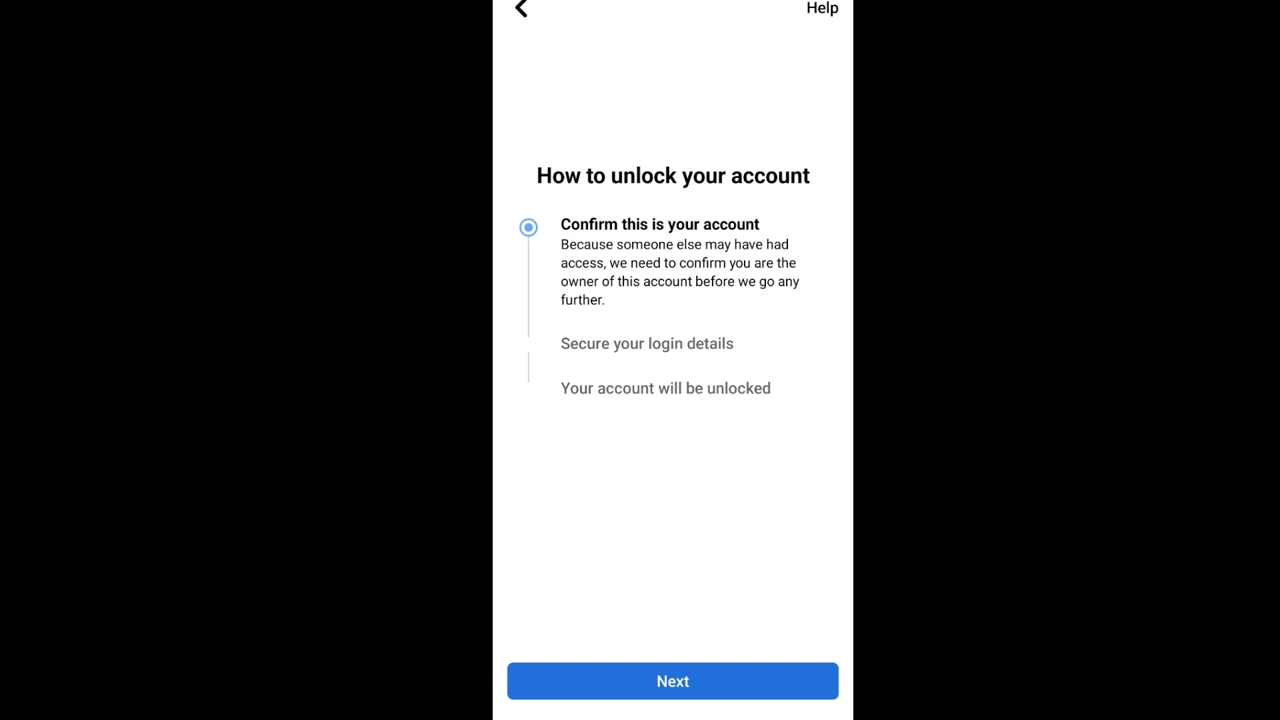 Help
How to unlock your account
Confirm this is your account
Because someone else may have had
access, we need to confirm you are the
owner of this account before we go any
further.
Secure your login details
Your account will be unlocked
Next